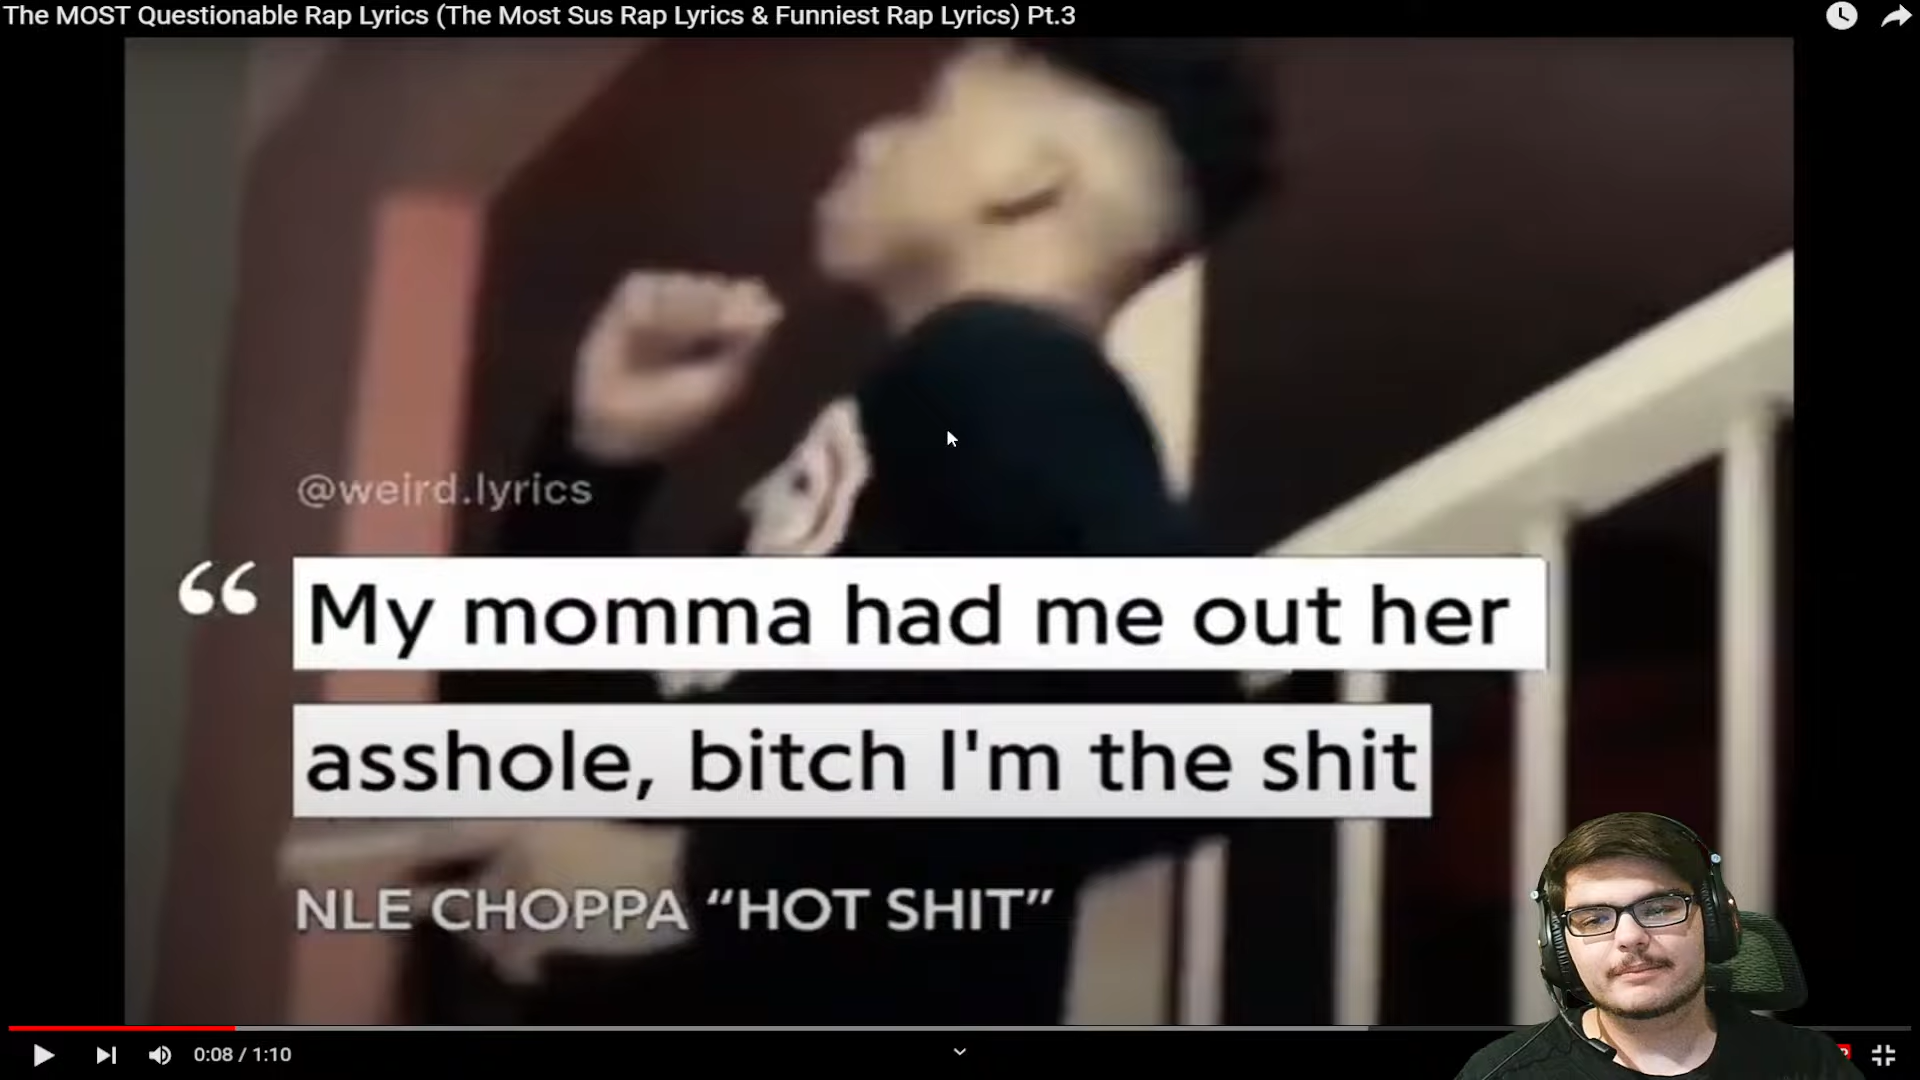 The MOST Questionable Rap Lyrics (The Most Sus Rap Lyrics & Funniest Rap Lyrics) Pt.3
@weird.lyrics
“ My momma had me out her
asshole, bitch I'm the shit
NLE CHOPPA “HOT SHIT”
0:08 / 1:10